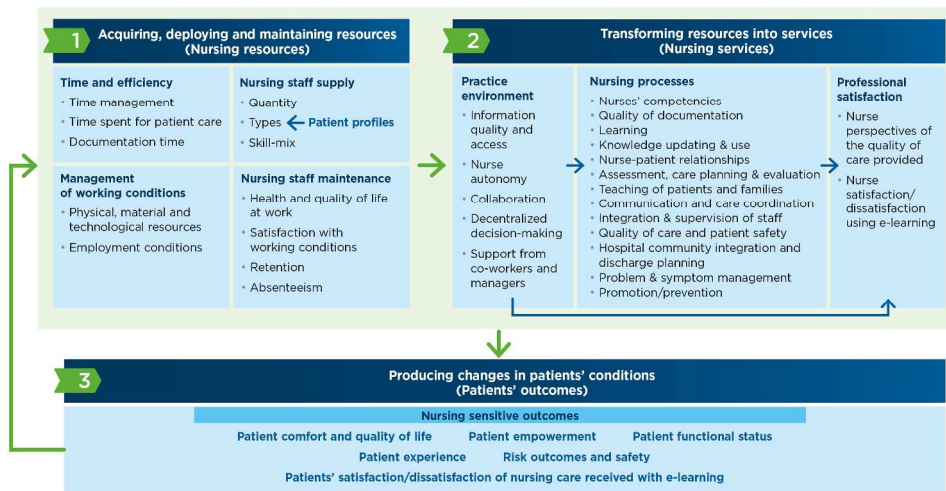 1
Acquiring, deploying and maintaining resources
(Nursing resources)
Time and efficiency
• Time management
• Time spent for patient care
• Documentation time
Nursing staff supply
• Quantity
• Types ← Patient profiles
• Skill-mix
Management
of working conditions
• Physical, material and
technological resources
• Employment conditions
Nursing staff maintenance
• Health and quality of life
at work
• Satisfaction with
working conditions
• Retention
• Absenteeism
2
Transforming resources into services
(Nursing services)
Practice
environment
• Information
quality and
access
• Nurse
autonomy
• Collaboration
• Decentralized
decision-making
• Support from
co-workers and
managers
Nursing processes
• Nurses' competencies
• Quality of documentation
• Learning
• Knowledge updating & use
• Nurse-patient relationships
• Assessment, care planning & evaluation
• Teaching of patients and families
• Communication and care coordination
• Integration & supervision of staff
• Quality of care and patient safety
• Hospital community integration and
discharge planning
• Problem & symptom management
• Promotion/prevention
Professional
satisfaction
• Nurse
perspectives of
the quality of
care provided
• Nurse
satisfaction/
dissatisfaction
using e-learning
3
Producing changes in patients' conditions
(Patients' outcomes)
Nursing sensitive outcomes
Patient comfort and quality of life Patient empowerment Patient functional status
Patient experience Risk outcomes and safety
Patients' satisfaction/dissatisfaction of nursing care received with e-learning